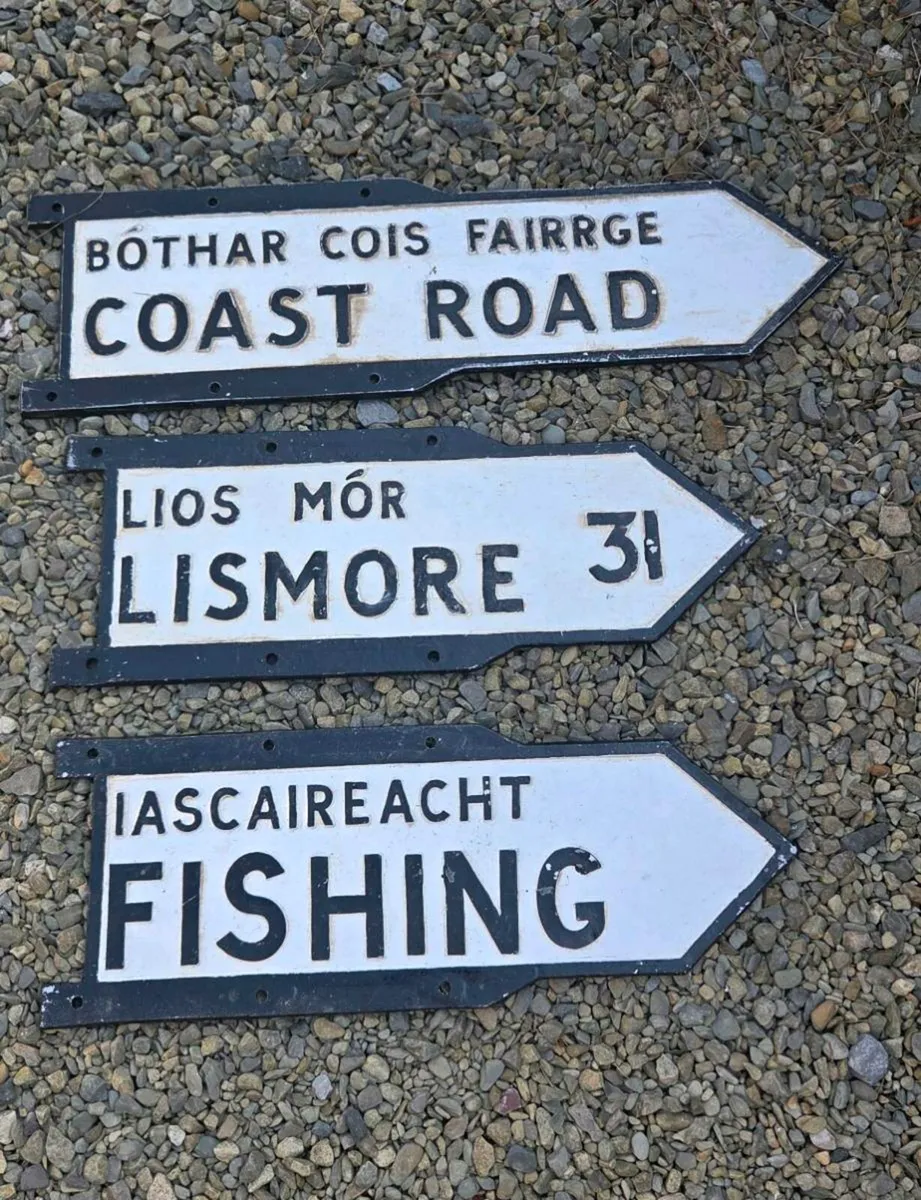 BÓTHAR COIS FAIRRGE
COAST ROAD
LIOS MÓR
LISMORE 31
IASCAIREACHT
FISHING